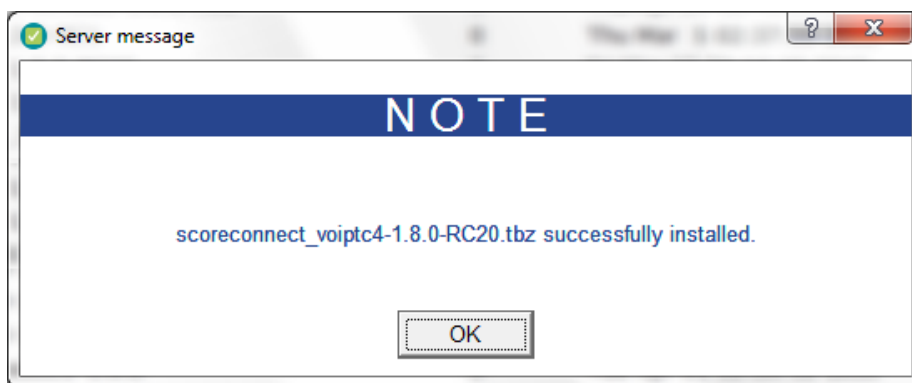 Server message
N O T E
scoreconnect_voiptc4-1.8.0-RC20.tbz successfully installed.
OK